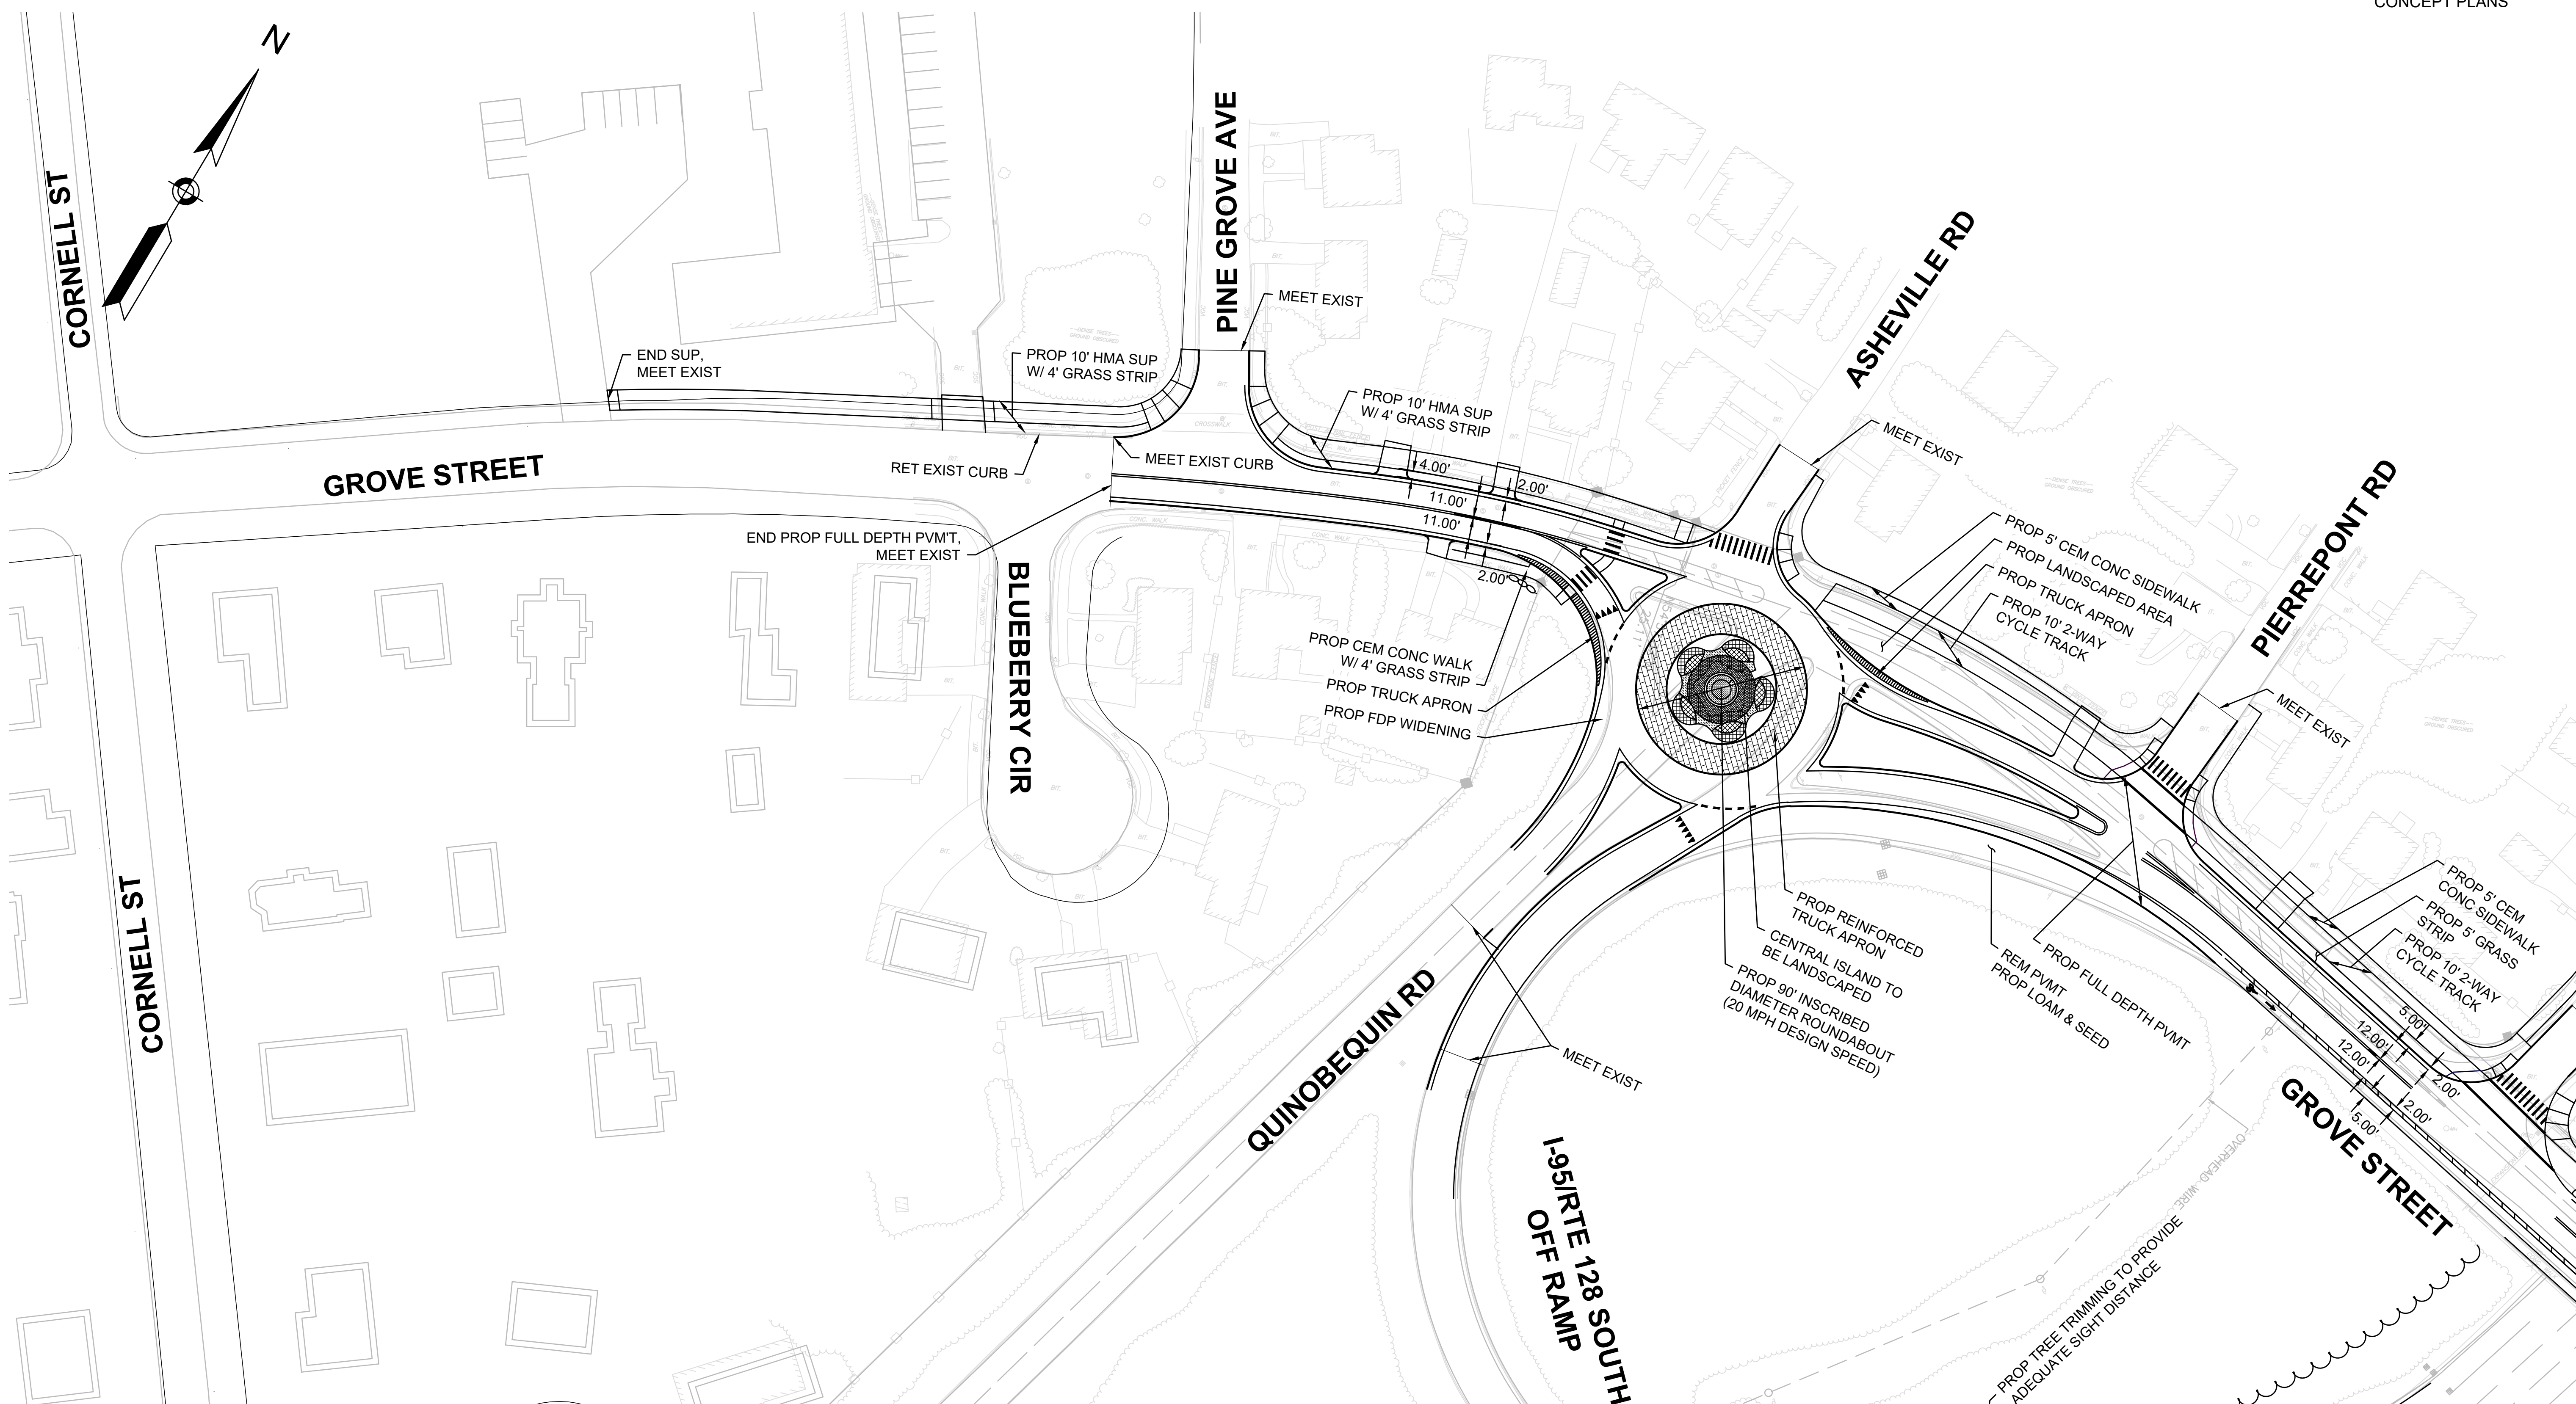 CONCEPT PLANS
N
CORNELL ST
PINE GROVE AVE
ASHEVILLE RD
PIERREPONT RD
MEET EXIST
END SUP,
MEET EXIST
PROP 10' HMA SUP
W/ 4' GRASS STRIP
PROP 10' HMA SUP
W/ 4' GRASS STRIP
MEET EXIST
GROVE STREET
RET EXIST CURB
MEET EXIST CURB
4.00'
2.00'
11.00'
11.00'
2.00'
END PROP FULL DEPTH PVM'T,
MEET EXIST
BLUEBERRY CIR
PROP 5' CEM CONC SIDEWALK
PROP LANDSCAPED AREA
PROP TRUCK APRON
PROP 10' 2-WAY
CYCLE TRACK
PROP CEM CONC WALK
W/ 4' GRASS STRIP
PROP TRUCK APRON
PROP FDP WIDENING
MEET EXIST
CROSSWALK
CONC. WALK
CONC. WALK
BIT.
CORNELL ST
PROP REINFORCED
TRUCK APRON
CENTRAL ISLAND TO
BE LANDSCAPED
PROP 90' INSCRIBED
DIAMETER ROUNDABOUT
(20 MPH DESIGN SPEED)
REM PVMT
PROP LOAM & SEED
PROP FULL DEPTH PVMT
PROP 5' CEM
CONC SIDEWALK
PROP 5' GRASS
STRIP
PROP 10' 2-WAY
CYCLE TRACK
QUINOBEQUIN RD
MEET EXIST
5.00'
12.00'
12.00'
2.00'
2.00'
5.00'
GROVE STREET
OVERHEAD WIRE
I-95/RTE 128 SOUTH
OFF RAMP
PROP TREE TRIMMING TO PROVIDE
ADEQUATE SIGHT DISTANCE